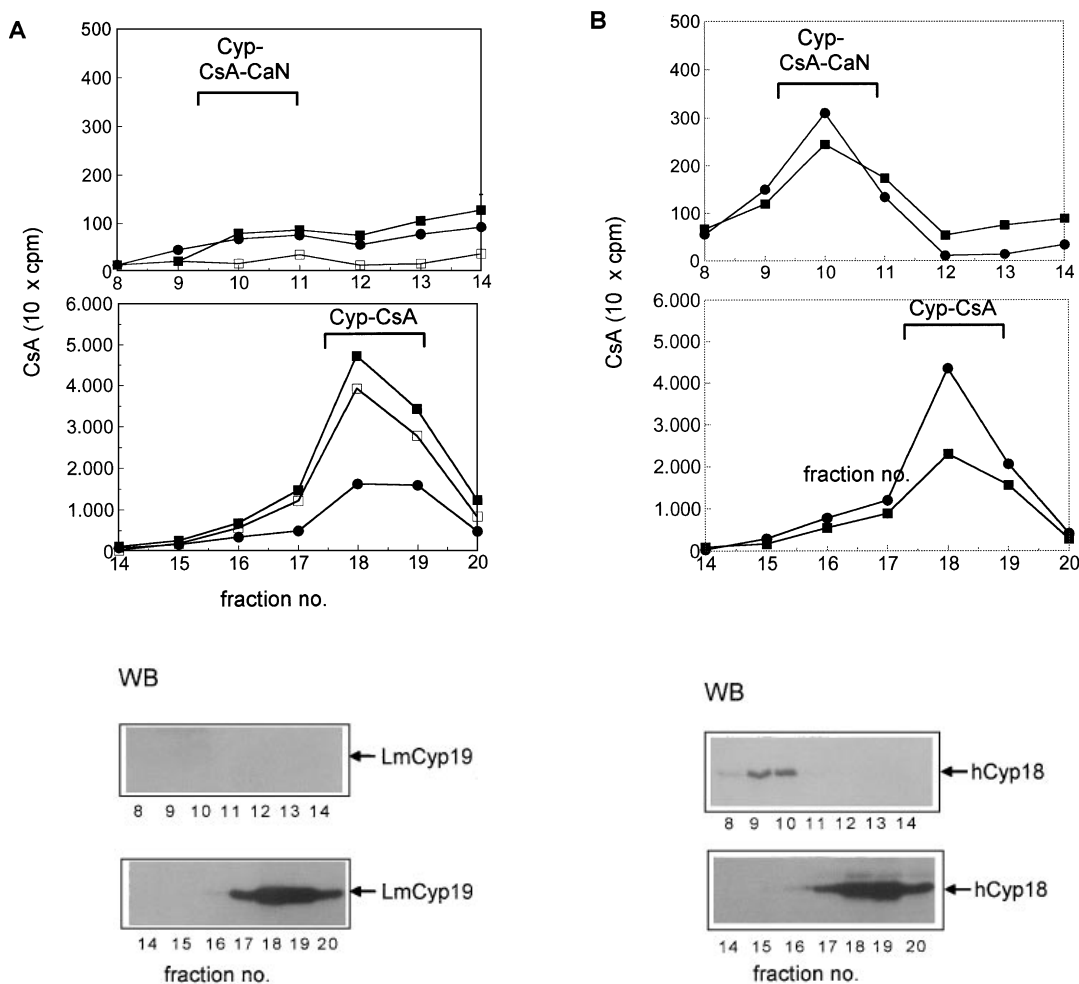 A
500
400
300
200
100
0
Cyp-
CsA-CaN
8 9 10 11 12 13 14
6.000
5.000
4.000
3.000
2.000
1.000
0
Cyp-CsA
14 15 16 17 18 19 20
fraction no.
CsA (10 x cpm)
WB
LmCyp19
8 9 10 11 12 13 14
LmCyp19
14 15 16 17 18 19 20
fraction no.
B
500
400
300
200
100
0
Cyp-
CsA-CaN
8 9 10 11 12 13 14
6.000
5.000
4.000
3.000
2.000
1.000
0
Cyp-CsA
fraction no.
14 15 16 17 18 19 20
CsA (10 x cpm)
WB
hCyp18
8 9 10 11 12 13 14
hCyp18
14 15 16 17 18 19 20
fraction no.